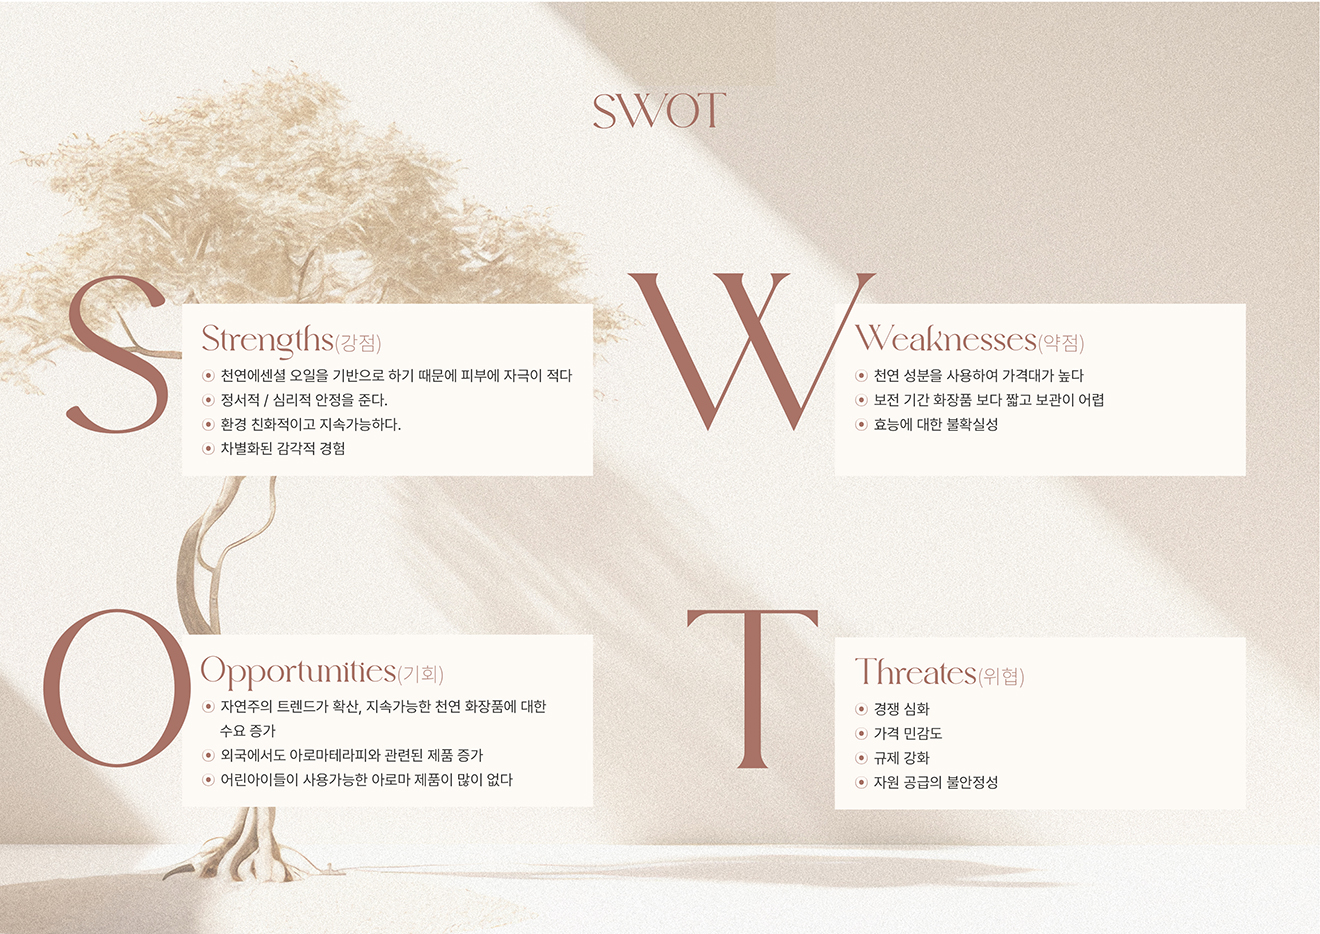 SWOT
S
Strengths(강점)
천연에센셜 오일을 기반으로 하기 때문에 피부에 자극이 적다
정서적 / 심리적 안정을 준다.
환경 친화적이고 지속가능하다.
차별화된 감각적 경험
W
Weaknesses(약점)
천연 성분을 사용하여 가격대가 높다
보전 기간 화장품 보다 짧고 보관이 어렵
효능에 대한 불확실성
O
Opportunities(기회)
자연주의 트렌드가 확산, 지속가능한 천연 화장품에 대한
수요 증가
외국에서도 아로마테라피와 관련된 제품 증가
어린아이들이 사용가능한 아로마 제품이 많이 없다
T
Threates(위협)
경쟁 심화
가격 민감도
규제 강화
자원 공급의 불안정성